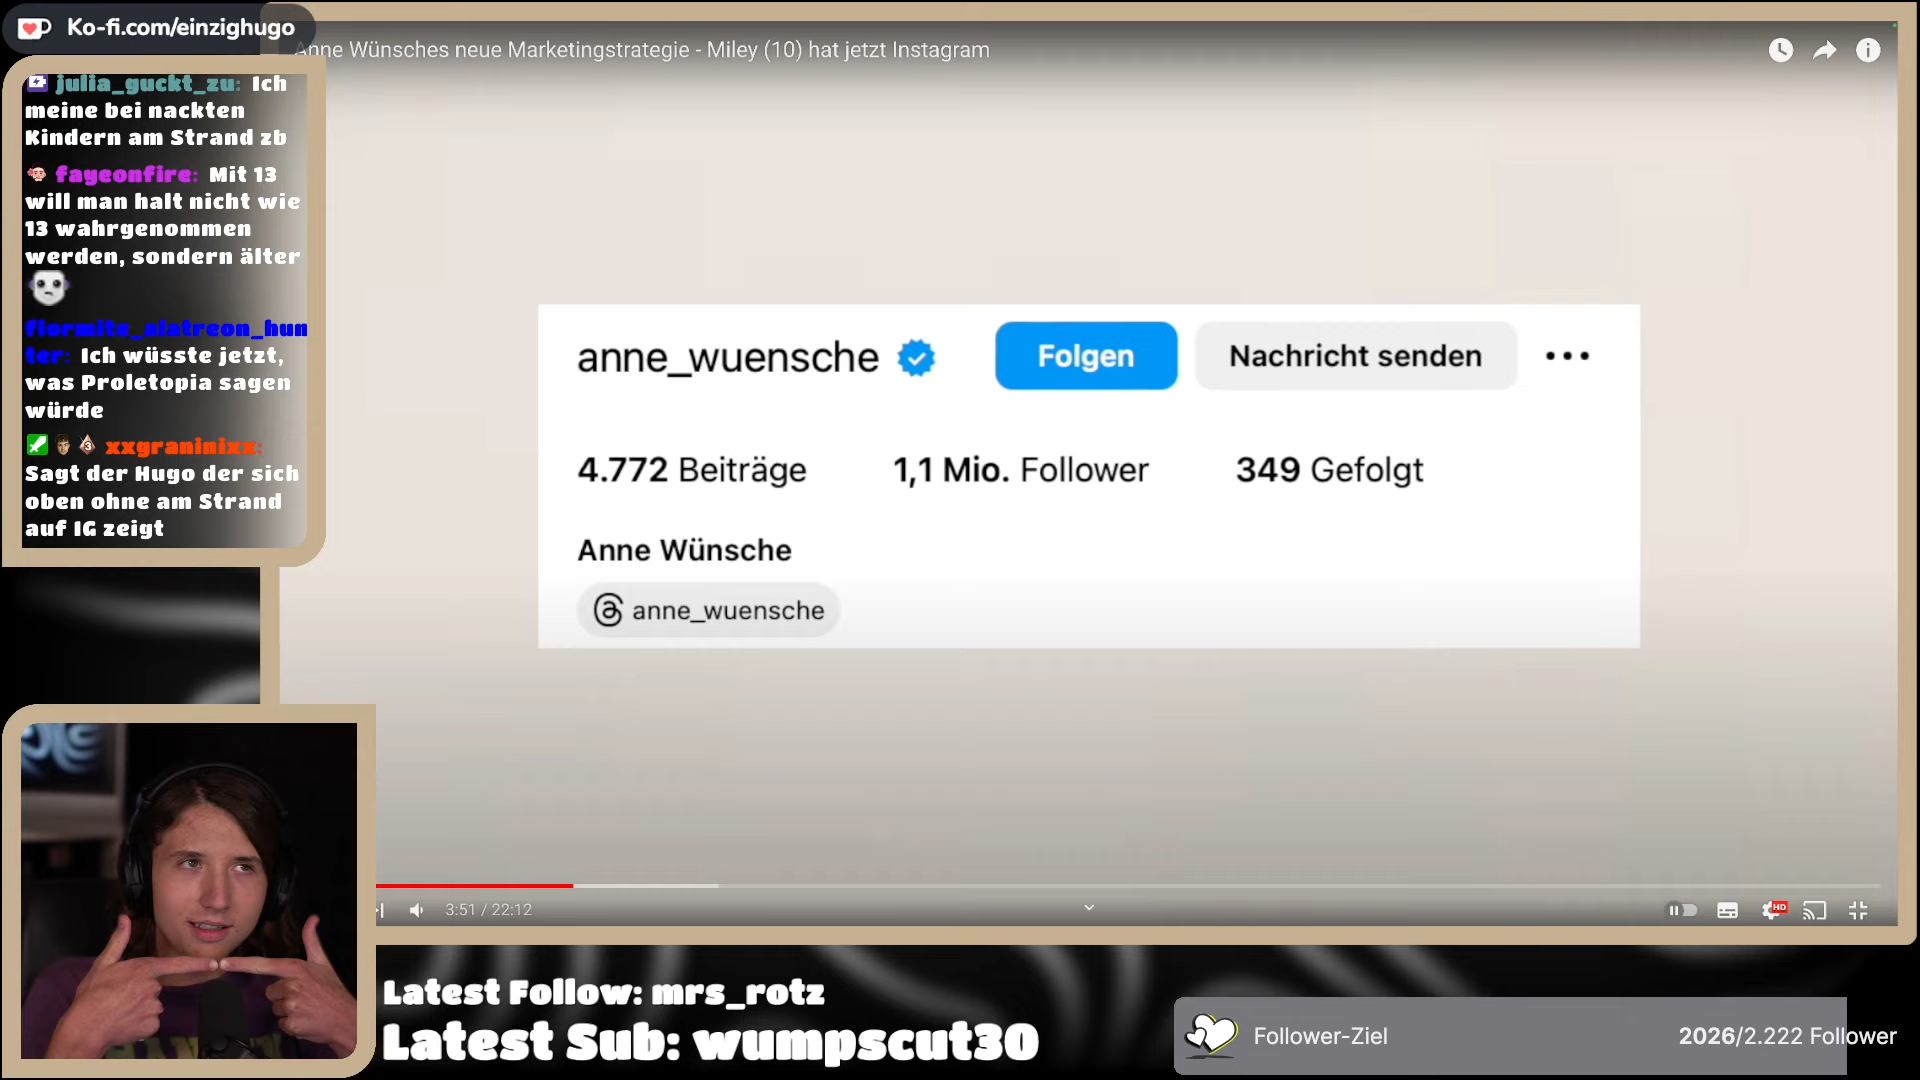 Ko-fi.com/einzighugo
Anne Wünsches neue Marketingstrategie - Miley (10) hat jetzt Instagram
julia_guckt_zu: Ich
meine bei nackten
Kindern am Strand zb
fayeonfire: Mit 13
will man halt nicht wie
13 wahrgenommen
werden, sondern älter
fiormite_alatreon_hun
ter: Ich wüsste jetzt,
was Proletopia sagen
würde
3 xxgraninixx:
Sagt der Hugo der sich
oben ohne am Strand
auf IG zeigt
anne_wuensche Folgen Nachricht senden
4.772 Beiträge 1,1 Mio. Follower 349 Gefolgt
Anne Wünsche
anne_wuensche
3:51 / 22:12
HD
Latest Follow: mrs_rotz
Latest Sub: wumpscut30
Follower-Ziel 2026/2.222 Follower